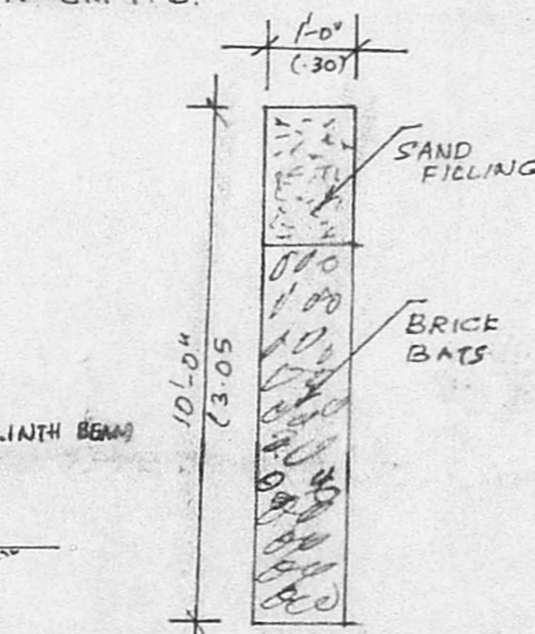 1'-0"
(.30)
SAND
FILLING
BRICK
BATS
10'-0"
(3.05
LINTH BEAM